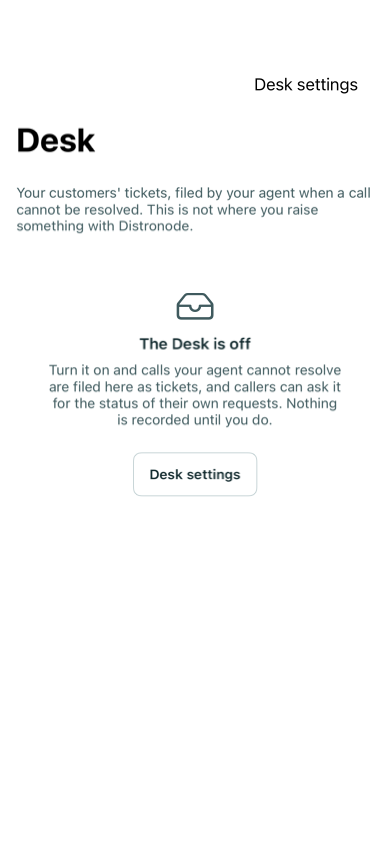 Desk settings
Desk
Your customers' tickets, filed by your agent when a call
cannot be resolved. This is not where you raise
something with Distronode.
The Desk is off
Turn it on and calls your agent cannot resolve
are filed here as tickets, and callers can ask it
for the status of their own requests. Nothing
is recorded until you do.
Desk settings